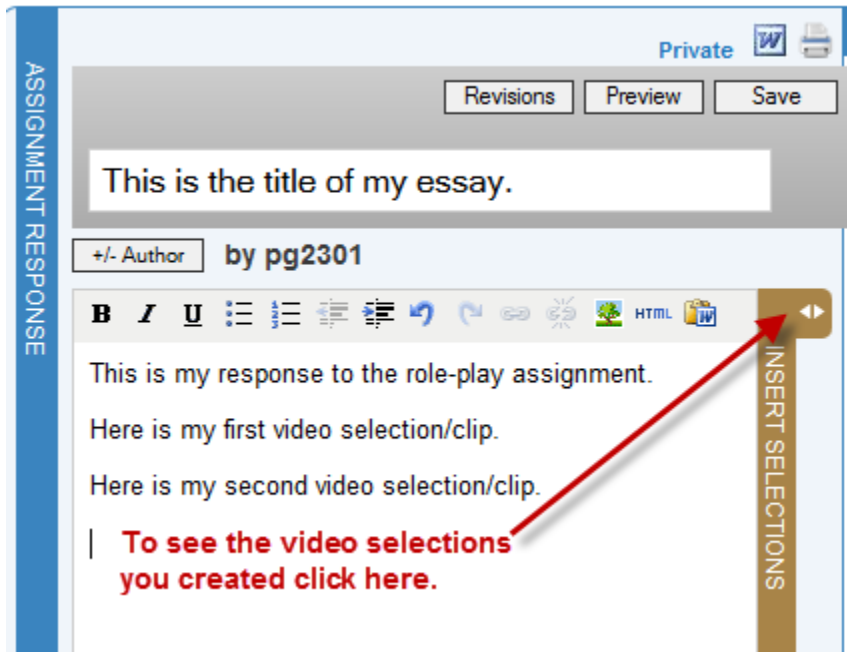 ASSIGNMENT RESPONSE
Private
Revisions
Preview
Save
This is the title of my essay.
+/- Author
by pg2301
B I U HTML
This is my response to the role-play assignment.
Here is my first video selection/clip.
Here is my second video selection/clip.
To see the video selections
you created click here.
INSERT SELECTIONS